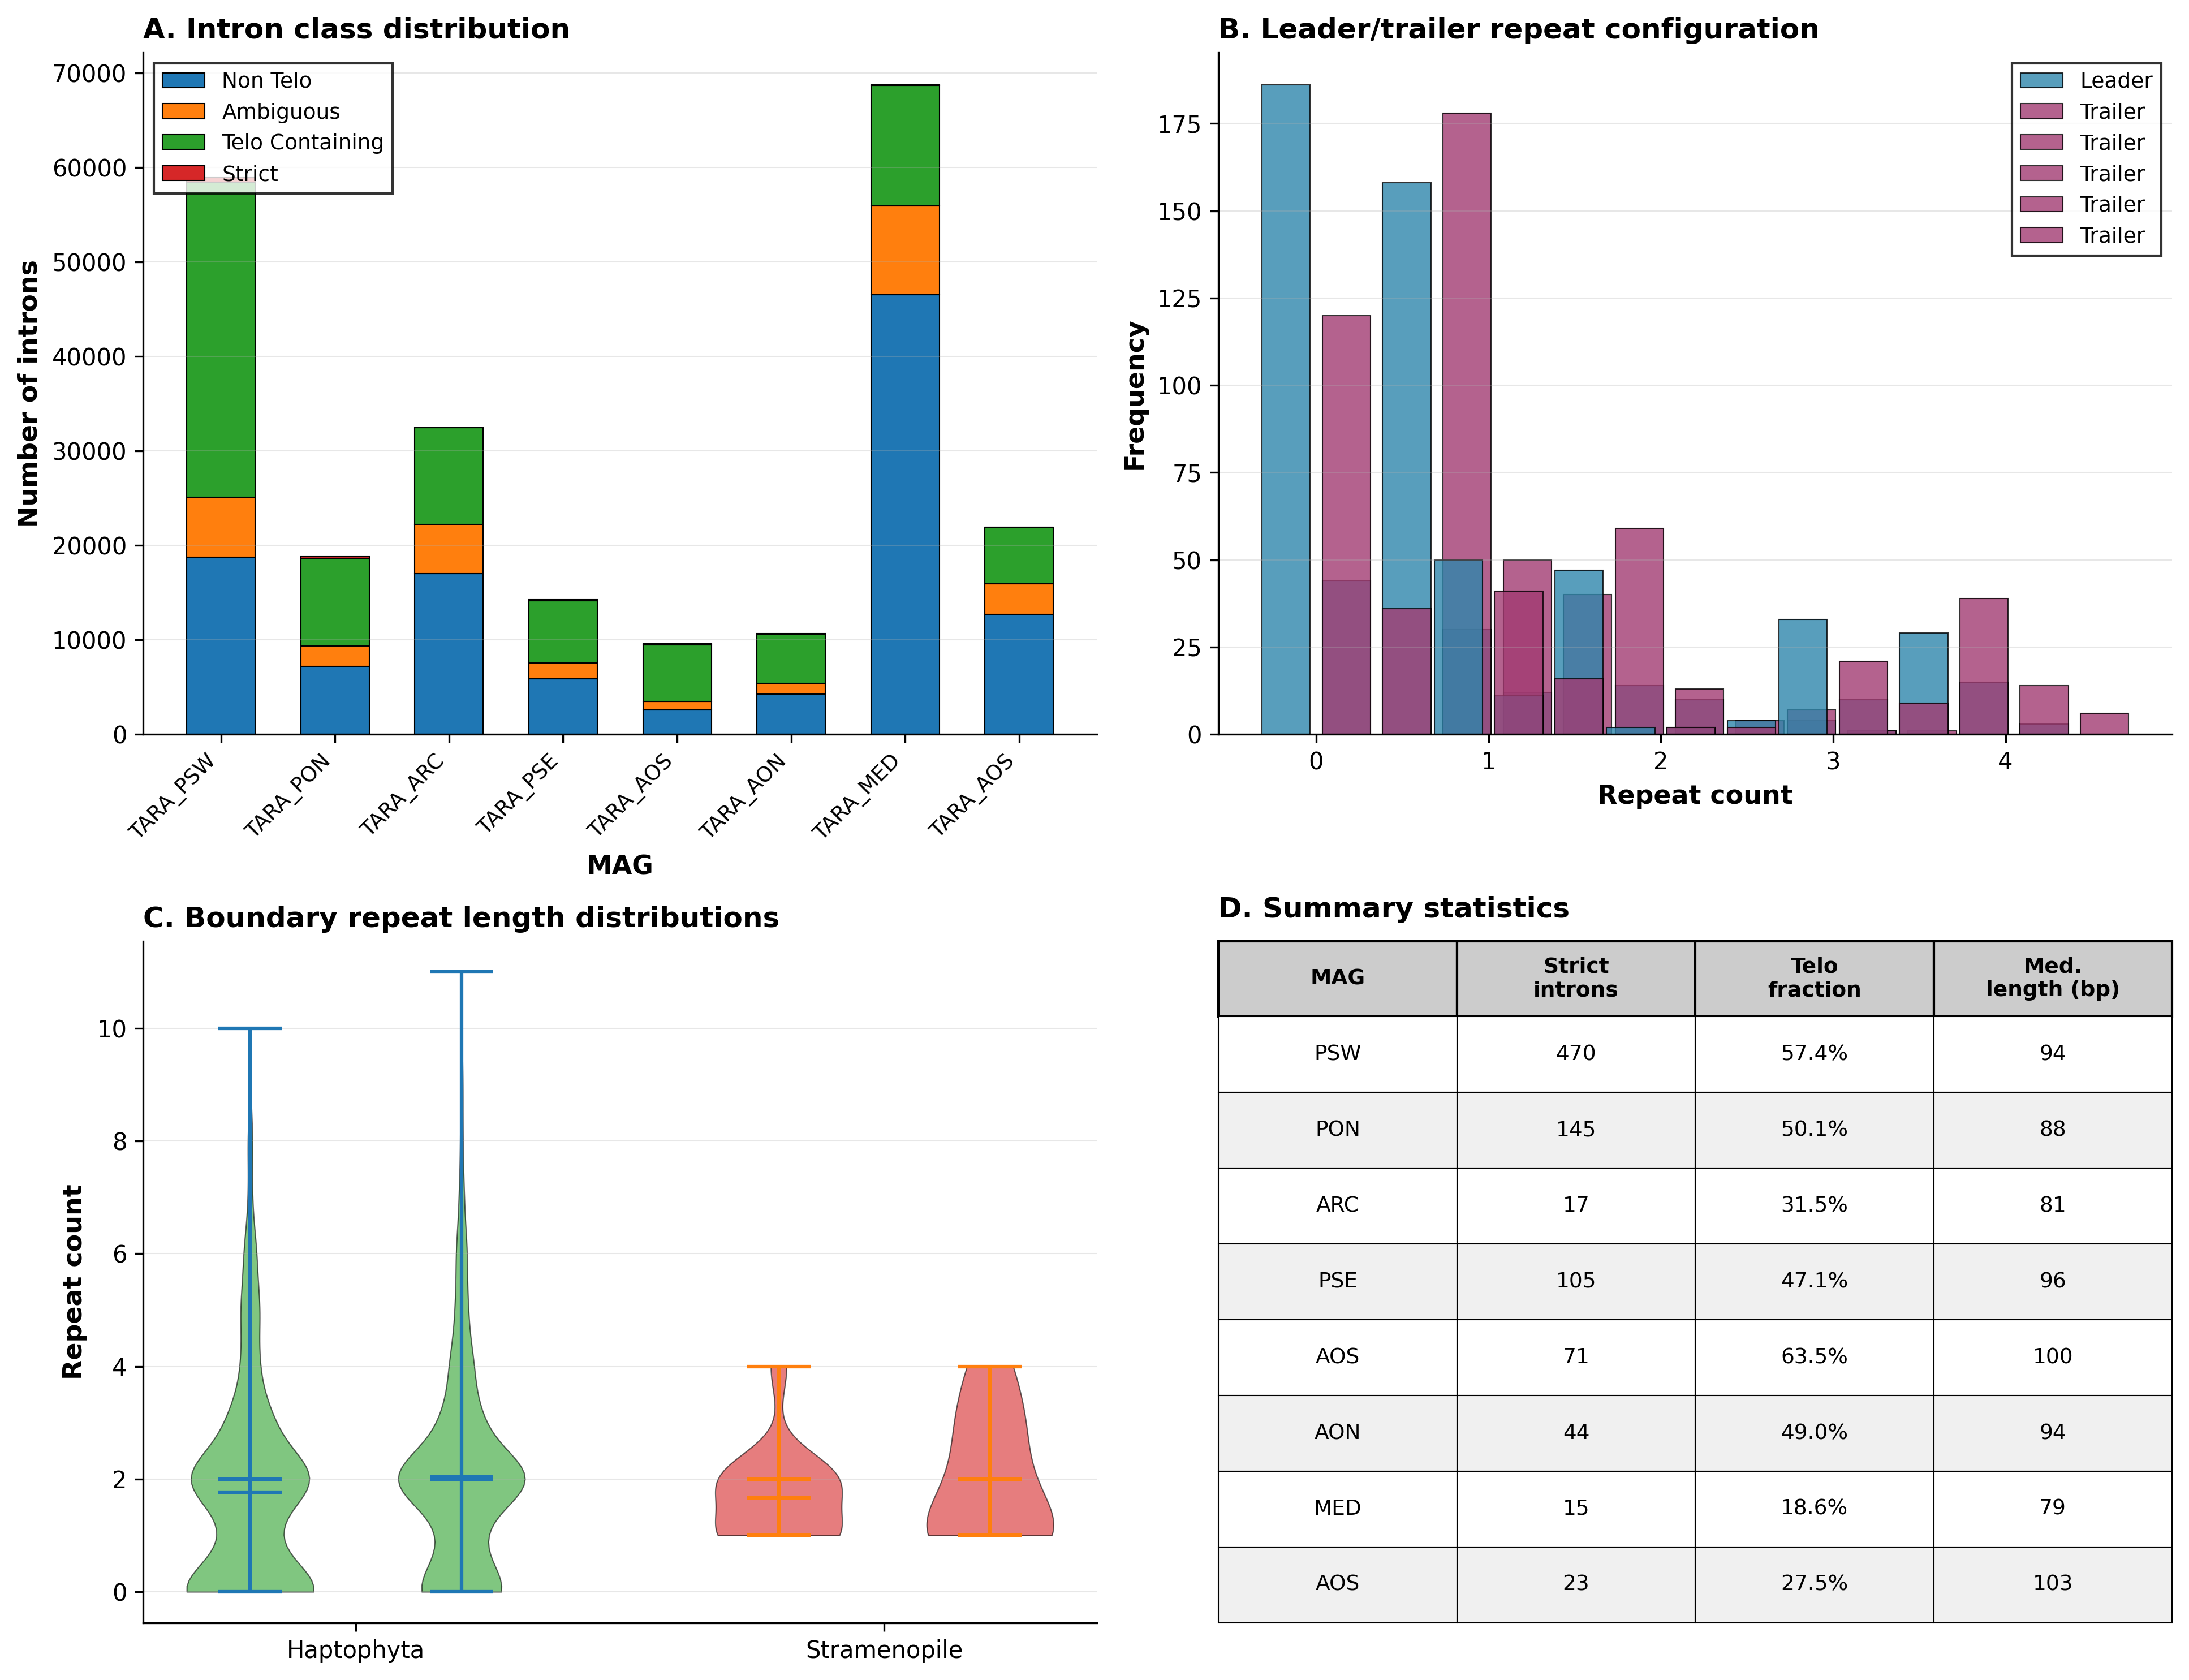 A. Intron class distribution
Number of introns
70000
60000
50000
40000
30000
20000
10000
0
Non Telo
Ambiguous
Telo Containing
Strict
TARA_PSW
TARA_PON
TARA_ARC
TARA_PSE
TARA_AOS
TARA_AON
TARA_MED
TARA_AOS
MAG
B. Leader/trailer repeat configuration
Frequency
175
150
125
100
75
50
25
0
Leader
Trailer
Trailer
Trailer
Trailer
Trailer
0 1 2 3 4
Repeat count
C. Boundary repeat length distributions
Repeat count
10
8
6
4
2
0
Haptophyta
Stramenopile
D. Summary statistics
MAG Strict introns Telo fraction Med. length (bp)
PSW 470 57.4% 94
PON 145 50.1% 88
ARC 17 31.5% 81
PSE 105 47.1% 96
AOS 71 63.5% 100
AON 44 49.0% 94
MED 15 18.6% 79
AOS 23 27.5% 103